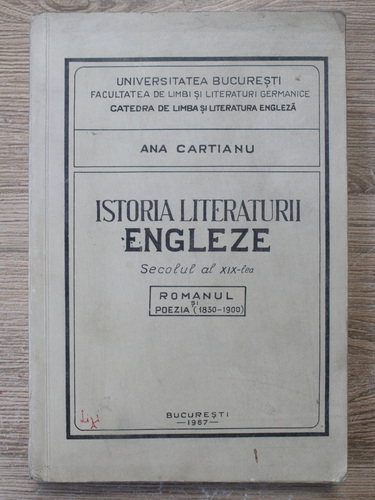 UNIVERSITATEA BUCUREȘTI
FACULTATEA DE LIMBI ȘI LITERATURI GERMANICE
CATEDRA DE LIMBA ȘI LITERATURA ENGLEZĂ
ANA CARTIANU
ISTORIA LITERATURII
ENGLEZE
Secolul al XIX-lea
ROMANUL
ȘI
POEZIA (1830-1900)
BUCUREȘTI
—1967—